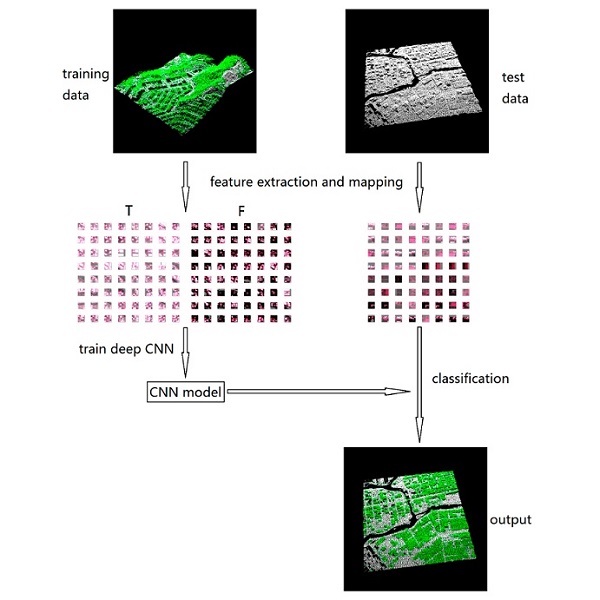 training
data
test
data
feature extraction and mapping
T
F
train deep CNN
CNN model
classification
output